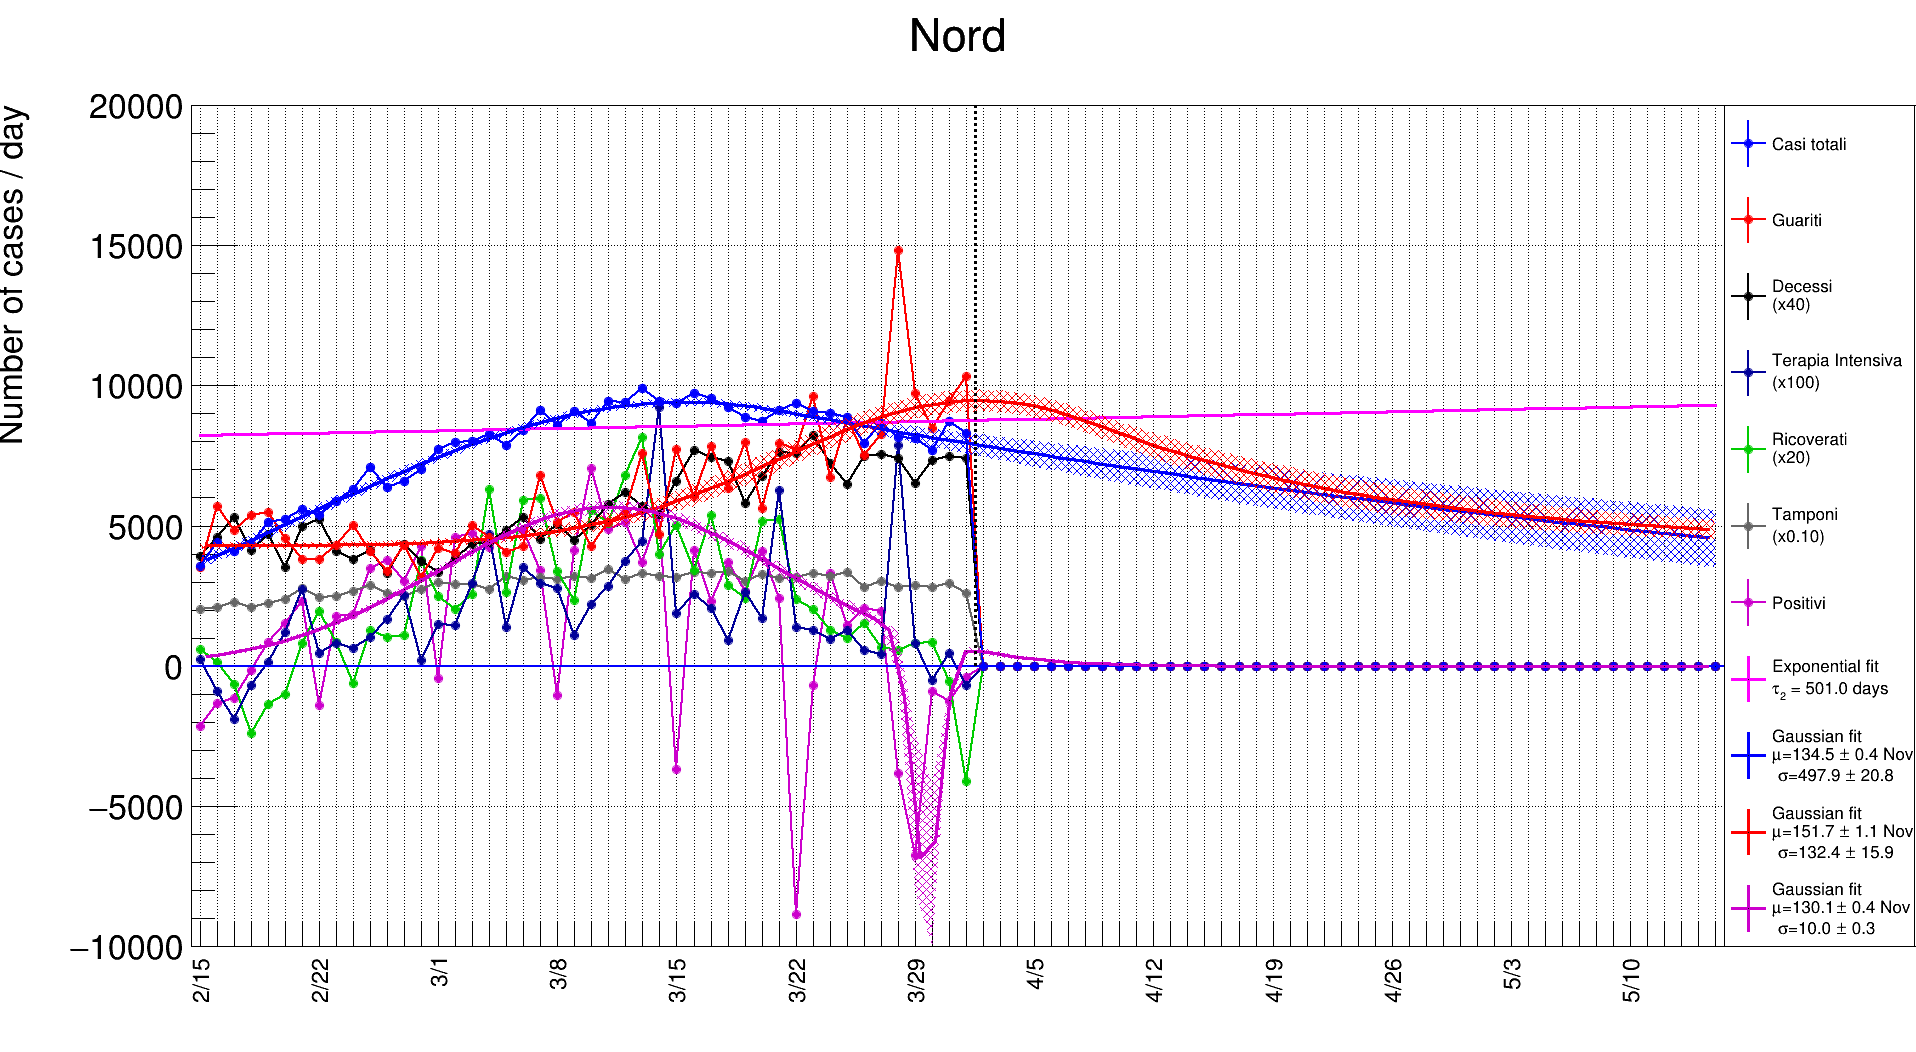 Nord
Number of cases / day
20000
15000
10000
5000
0
−5000
−10000
2/15
2/22
3/1
3/8
3/15
3/22
3/29
4/5
4/12
4/19
4/26
5/3
5/10
Casi totali
Guariti
Decessi
(x40)
Terapia Intensiva
(x100)
Ricoverati
(x20)
Tamponi
(x0.10)
Positivi
Exponential fit
τ2 = 501.0 days
Gaussian fit
μ=134.5 ± 0.4 Nov
σ=497.9 ± 20.8
Gaussian fit
μ=151.7 ± 1.1 Nov
σ=132.4 ± 15.9
Gaussian fit
μ=130.1 ± 0.4 Nov
σ=10.0 ± 0.3